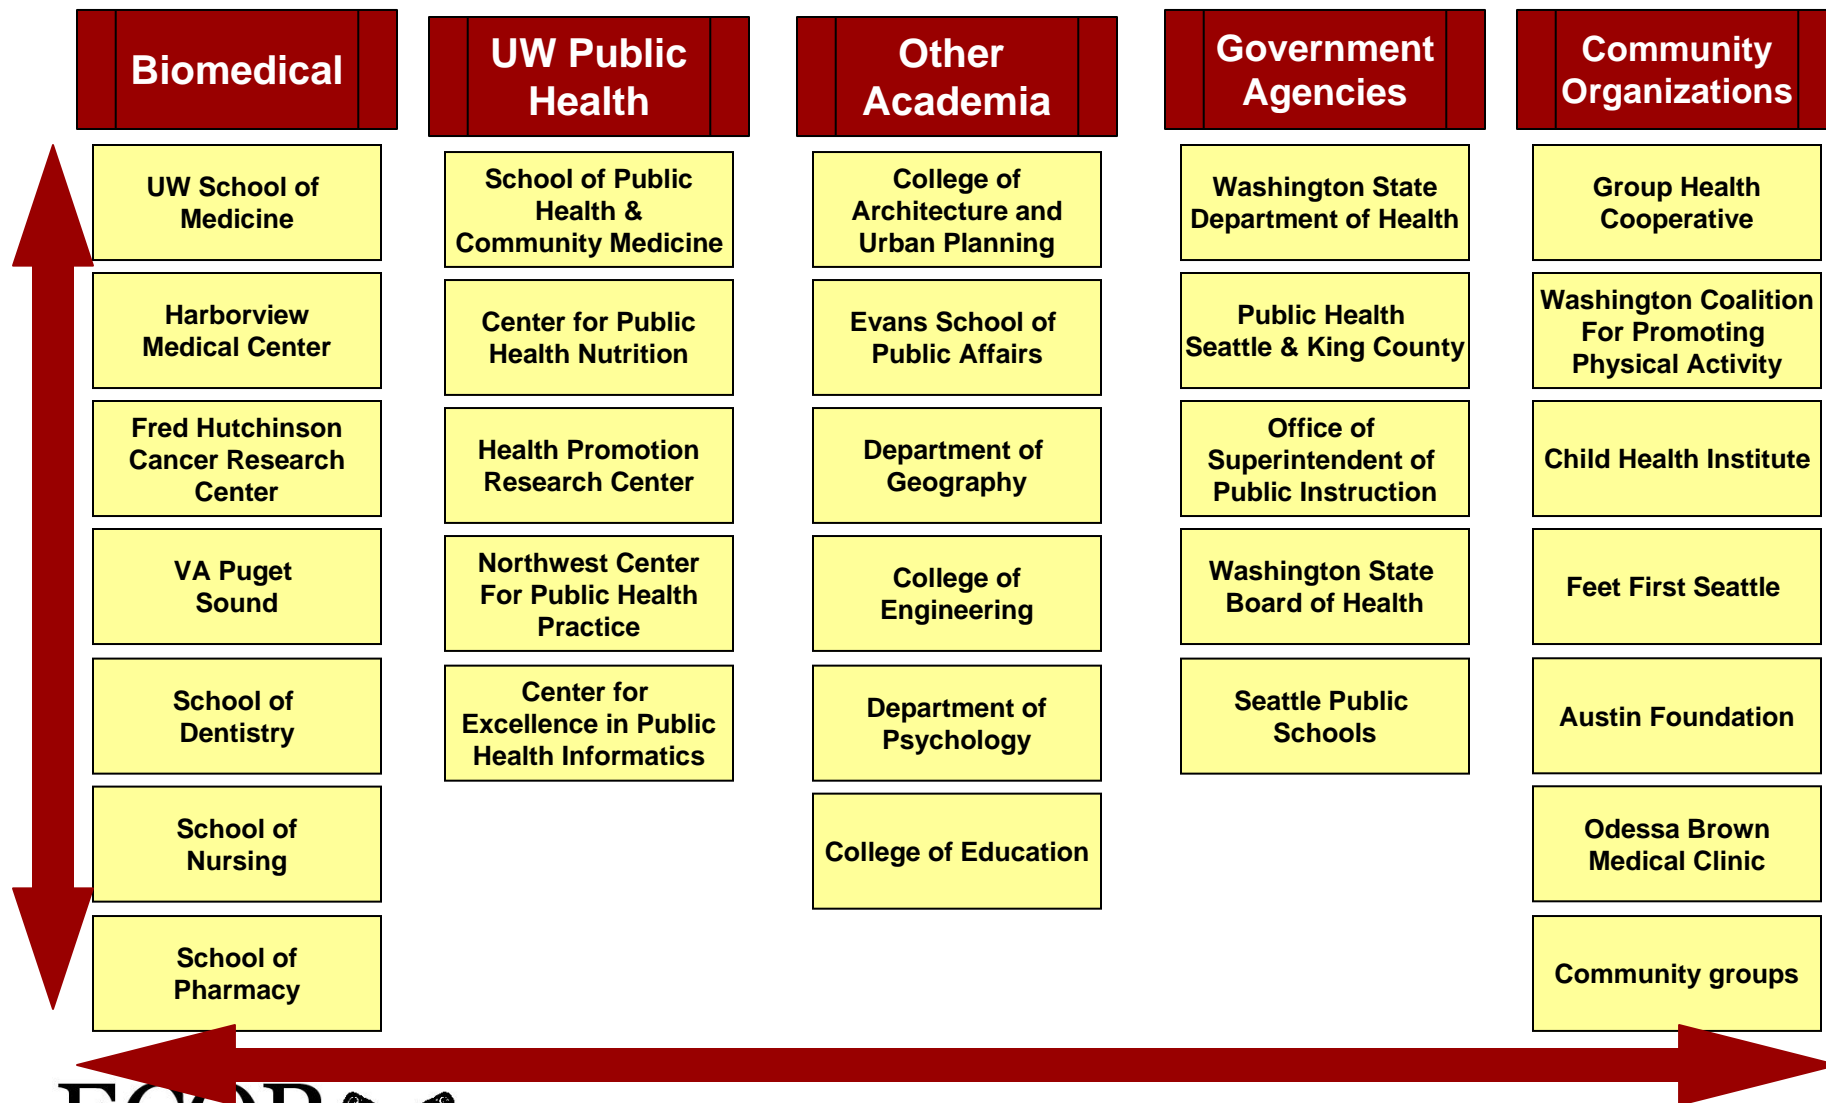 Biomedical
UW Public
Health
Other
Academia
Government
Agencies
Community
Organizations
UW School of
Medicine
Harborview
Medical Center
Fred Hutchinson
Cancer Research
Center
VA Puget
Sound
School of
Dentistry
School of
Nursing
School of
Pharmacy
School of Public
Health &
Community Medicine
Center for Public
Health Nutrition
Health Promotion
Research Center
Northwest Center
For Public Health
Practice
Center for
Excellence in Public
Health Informatics
College of
Architecture and
Urban Planning
Evans School of
Public Affairs
Department of
Geography
College of
Engineering
Department of
Psychology
College of Education
Washington State
Department of Health
Public Health
Seattle & King County
Office of
Superintendent of
Public Instruction
Washington State
Board of Health
Seattle Public
Schools
Group Health
Cooperative
Washington Coalition
For Promoting
Physical Activity
Child Health Institute
Feet First Seattle
Austin Foundation
Odessa Brown
Medical Clinic
Community groups